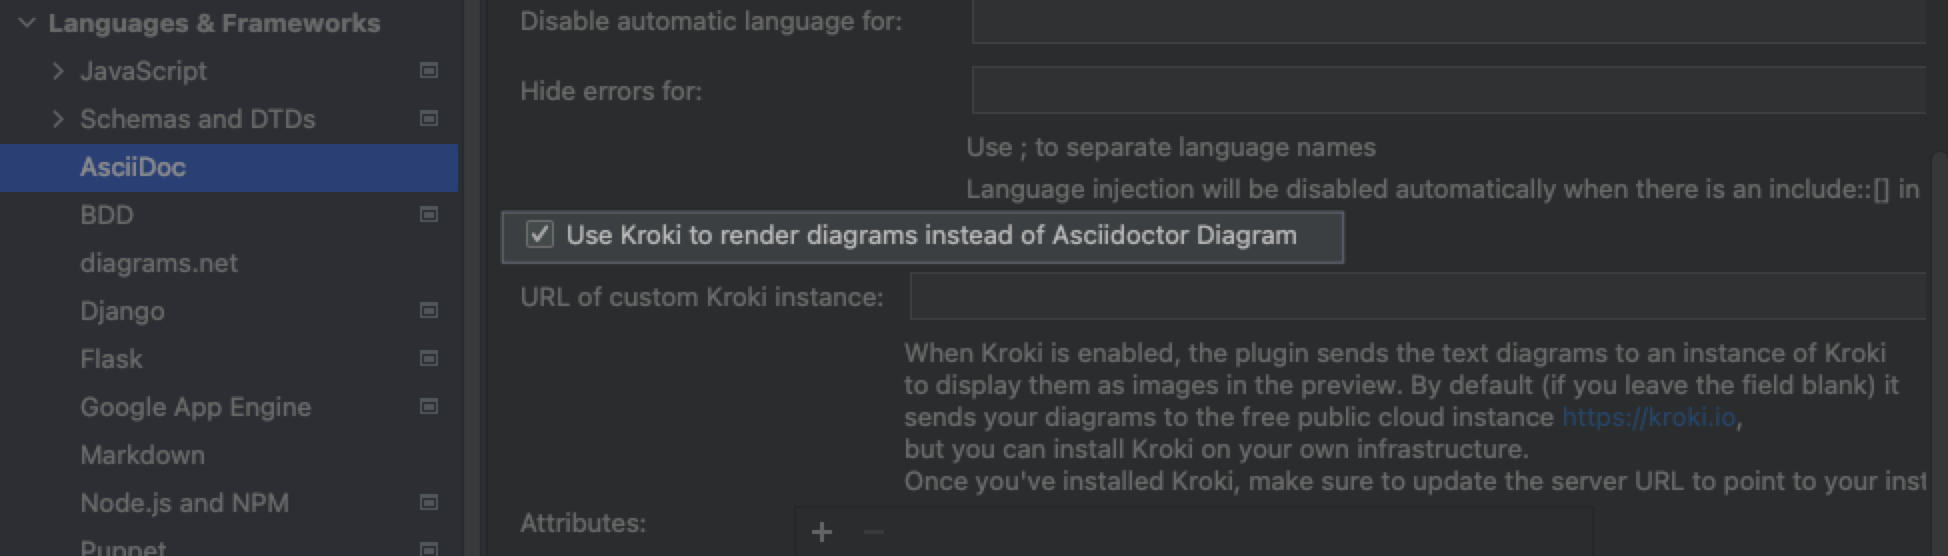 Languages & Frameworks
JavaScript
Schemas and DTDs
AsciiDoc
BDD
diagrams.net
Django
Flask
Google App Engine
Markdown
Node.js and NPM
Puppet
Disable automatic language for:
Hide errors for:
Use ; to separate language names
Language injection will be disabled automatically when there is an include::[] in
Use Kroki to render diagrams instead of Asciidoctor Diagram
URL of custom Kroki instance:
When Kroki is enabled, the plugin sends the text diagrams to an instance of Kroki
to display them as images in the preview. By default (if you leave the field blank) it
sends your diagrams to the free public cloud instance https://kroki.io,
but you can install Kroki on your own infrastructure.
Once you've installed Kroki, make sure to update the server URL to point to your inst
Attributes: